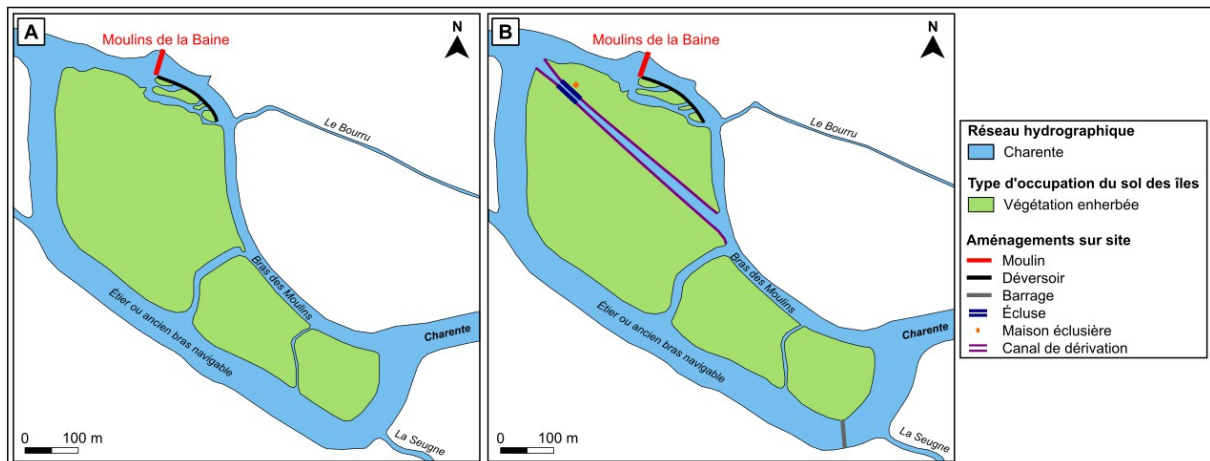 A
Moulins de la Baine
N
Le Bourru
Bras des Moulins
Étier ou ancien bras navigable
Charente
La Seugne
0 100 m
B
Moulins de la Baine
N
Le Bourru
Bras des Moulins
Étier ou ancien bras navigable
Charente
La Seugne
0 100 m
Réseau hydrographique
Charente
Type d'occupation du sol des îles
Végétation enherbée
Aménagements sur site
Moulin
Déversoir
Barrage
Écluse
Maison éclusière
Canal de dérivation